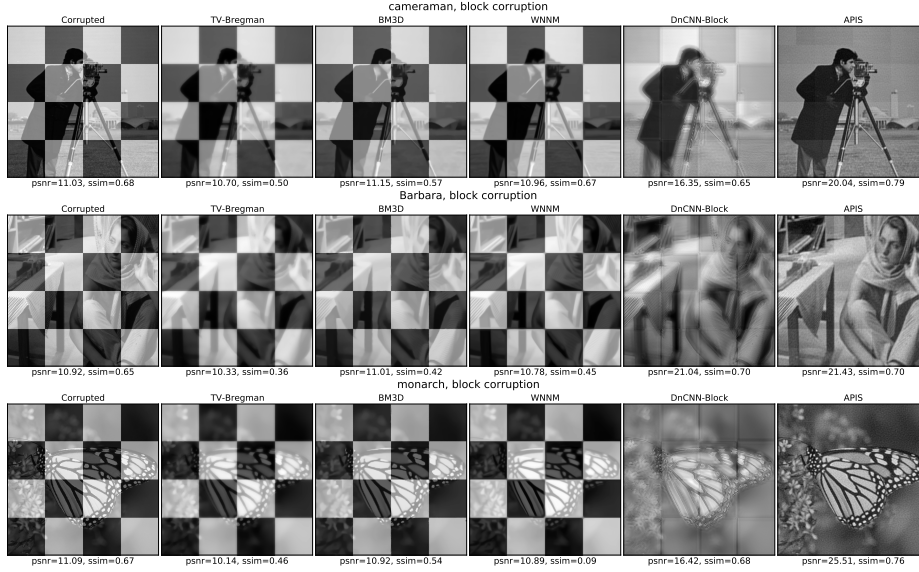 cameraman, block corruption
Corrupted TV-Bregman BM3D WNNM DnCNN-Block APIS
psnr=11.03, ssim=0.68 psnr=10.70, ssim=0.50 psnr=11.15, ssim=0.57 psnr=10.96, ssim=0.67 psnr=16.35, ssim=0.65 psnr=20.04, ssim=0.79
Barbara, block corruption
Corrupted TV-Bregman BM3D WNNM DnCNN-Block APIS
psnr=10.92, ssim=0.65 psnr=10.33, ssim=0.36 psnr=11.01, ssim=0.42 psnr=10.78, ssim=0.45 psnr=21.04, ssim=0.70 psnr=21.43, ssim=0.70
monarch, block corruption
Corrupted TV-Bregman BM3D WNNM DnCNN-Block APIS
psnr=11.09, ssim=0.67 psnr=10.14, ssim=0.46 psnr=10.92, ssim=0.54 psnr=10.89, ssim=0.09 psnr=16.42, ssim=0.68 psnr=25.51, ssim=0.76